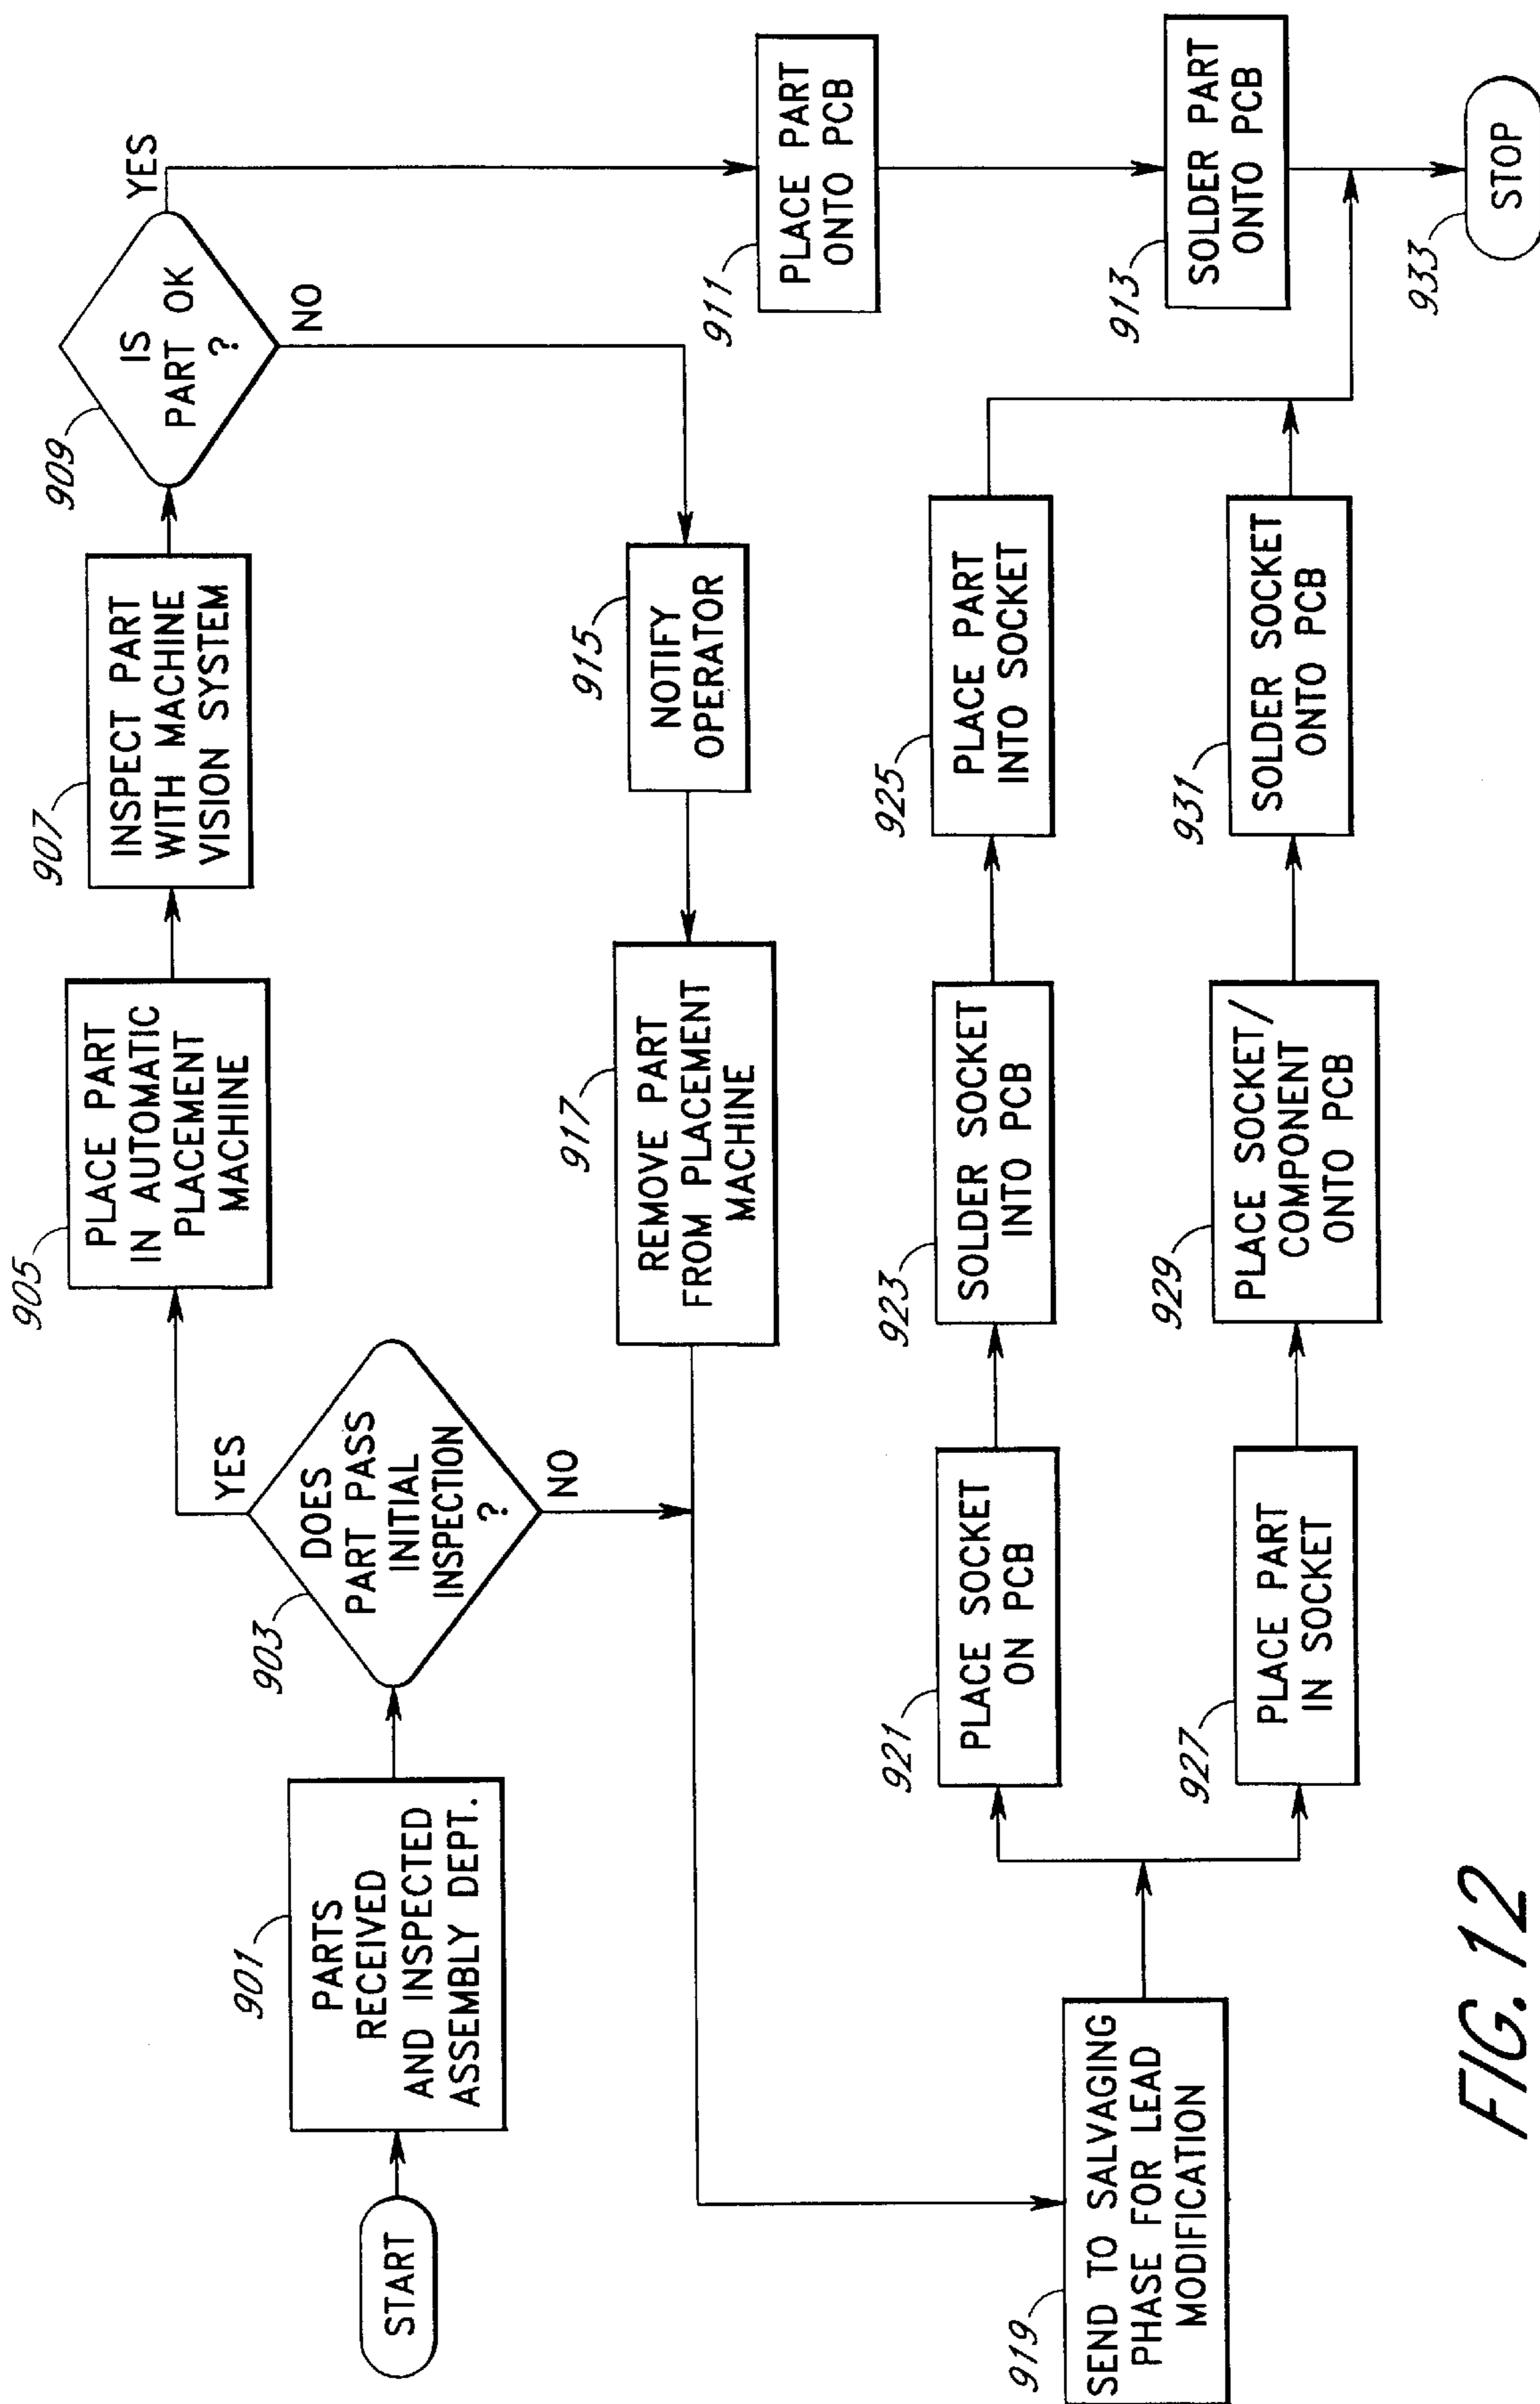 START
901
PARTS
RECEIVED
AND INSPECTED
ASSEMBLY DEPT.
903
DOES
PART PASS
INITIAL
INSPECTION
?
YES
NO
905
PLACE PART
IN AUTOMATIC
PLACEMENT
MACHINE
907
INSPECT PART
WITH MACHINE
VISION SYSTEM
909
IS
PART OK
?
YES
NO
911
PLACE PART
ONTO PCB
913
SOLDER PART
ONTO PCB
915
NOTIFY
OPERATOR
917
REMOVE PART
FROM PLACEMENT
MACHINE
919
SEND TO SALVAGING
PHASE FOR LEAD
MODIFICATION
921
PLACE SOCKET
ON PCB
923
SOLDER SOCKET
INTO PCB
925
PLACE PART
INTO SOCKET
927
PLACE PART
IN SOCKET
929
PLACE SOCKET/
COMPONENT
ONTO PCB
931
SOLDER SOCKET
ONTO PCB
933
STOP
FIG. 12